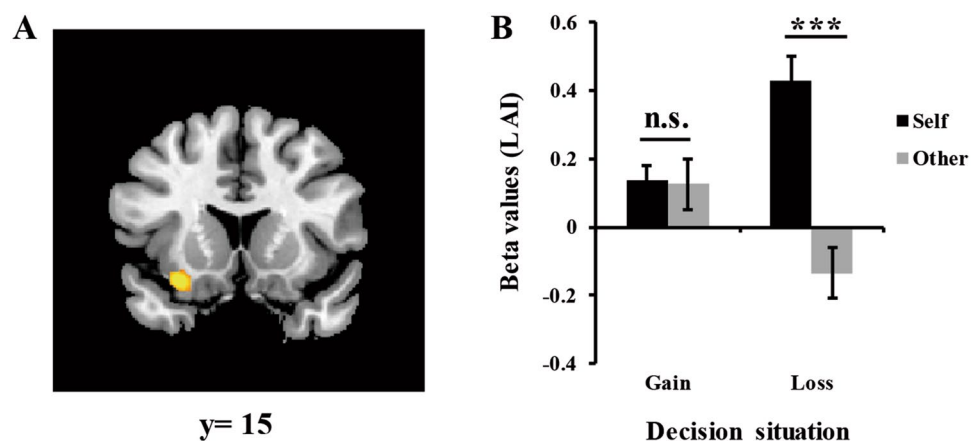 A
y= 15
B
Beta values (L AI)
0.6
0.4
0.2
0
-0.2
-0.4
n.s.
***
Self
Other
Gain
Loss
Decision situation